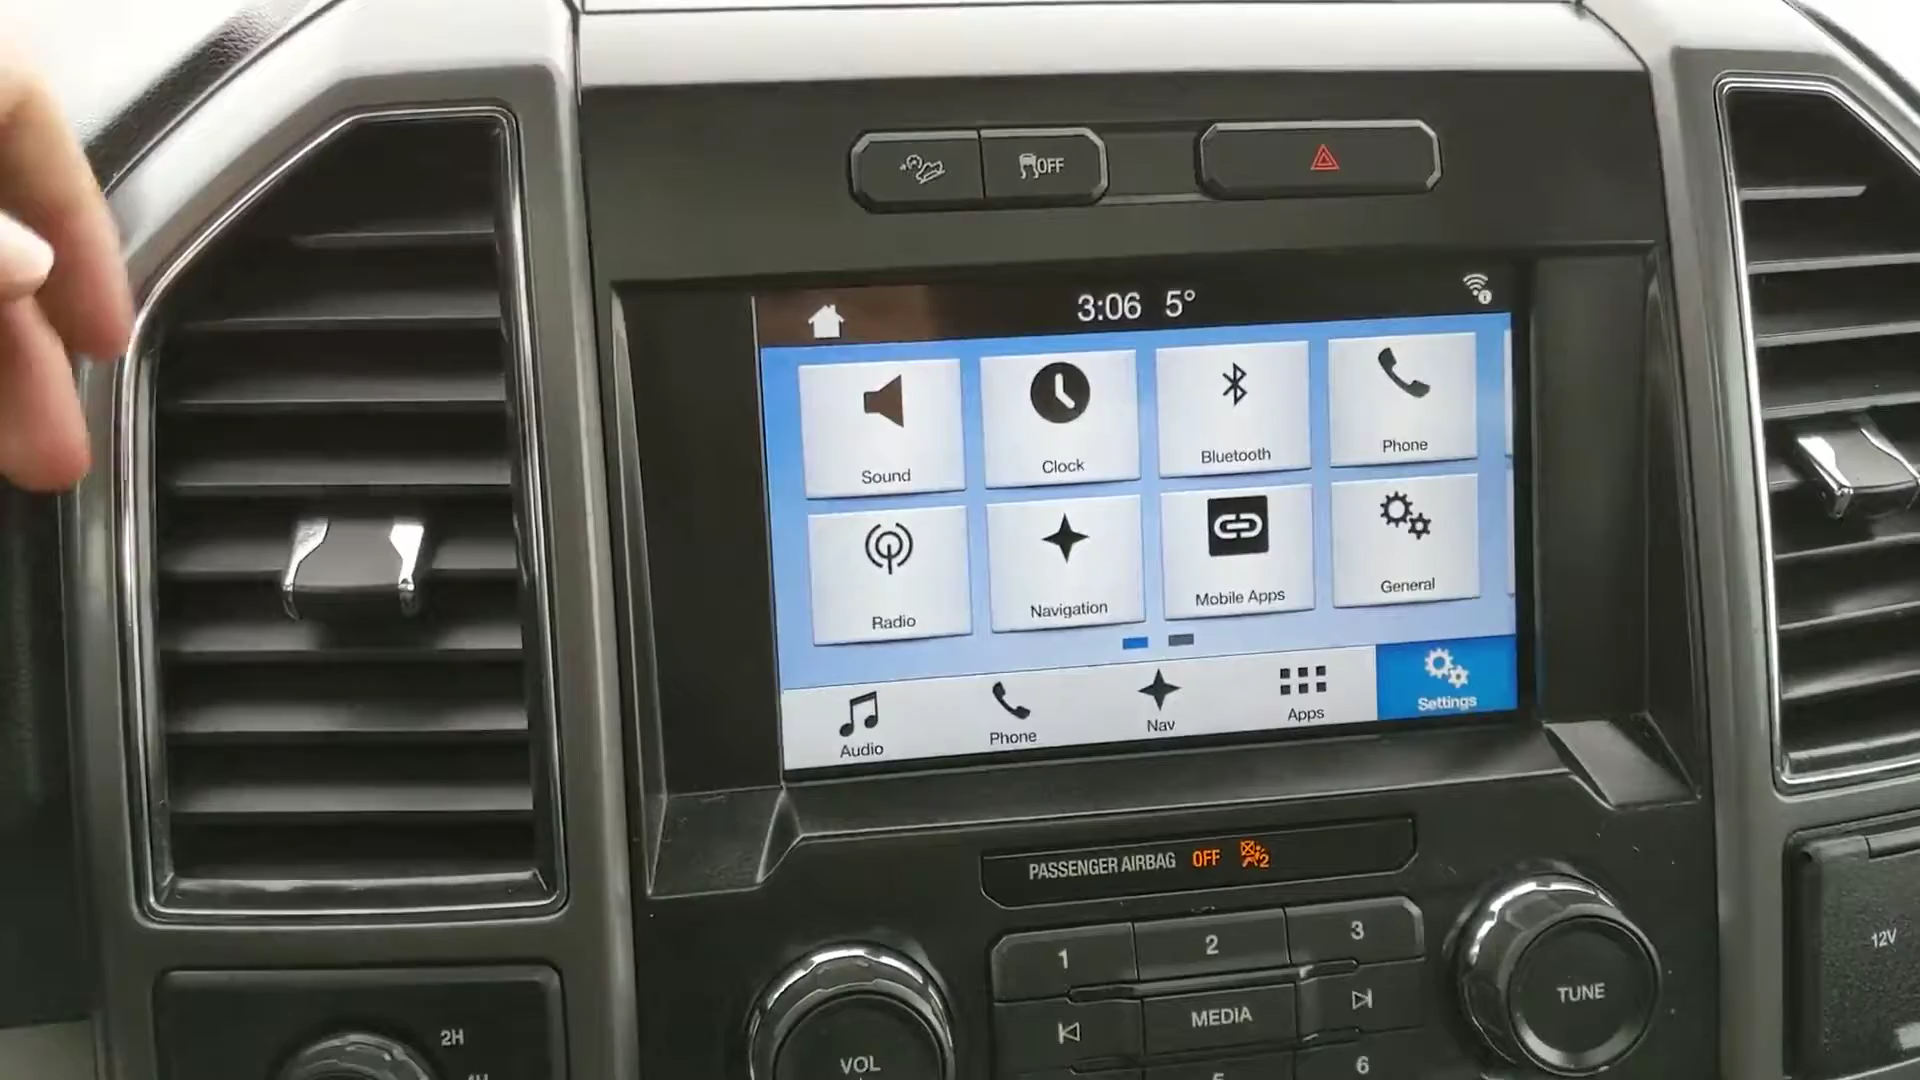 OFF
3:06 5°
Sound
Clock
Bluetooth
Phone
Radio
Navigation
Mobile Apps
General
Audio
Phone
Nav
Apps
Settings
PASSENGER AIRBAG OFF 2
1
2
3
MEDIA
TUNE
12V
2H
VOL
6